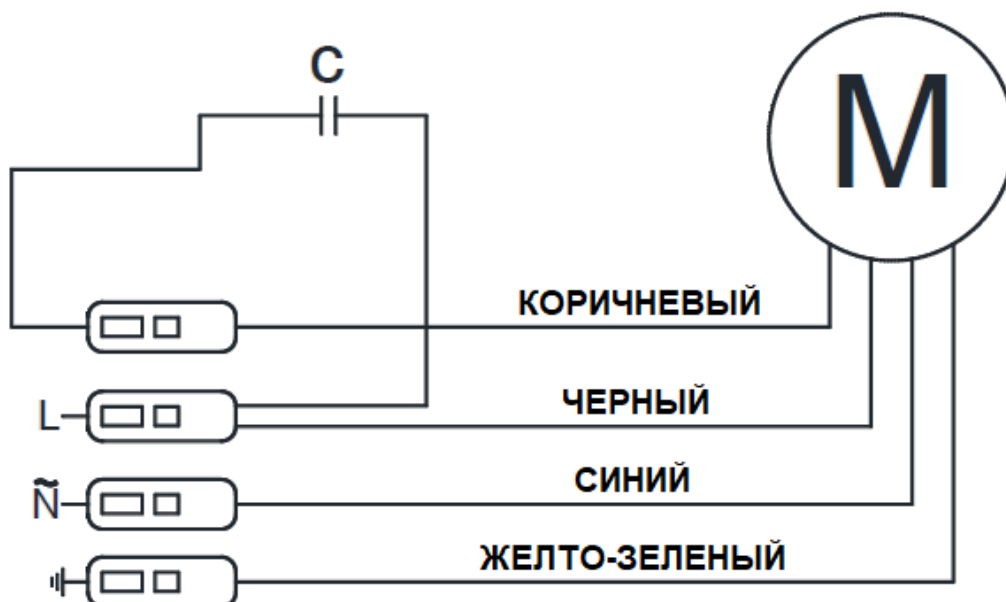 C
M
КОРИЧНЕВЫЙ
L
ЧЕРНЫЙ
Ñ
СИНИЙ
ЖЕЛТО-ЗЕЛЕНЫЙ